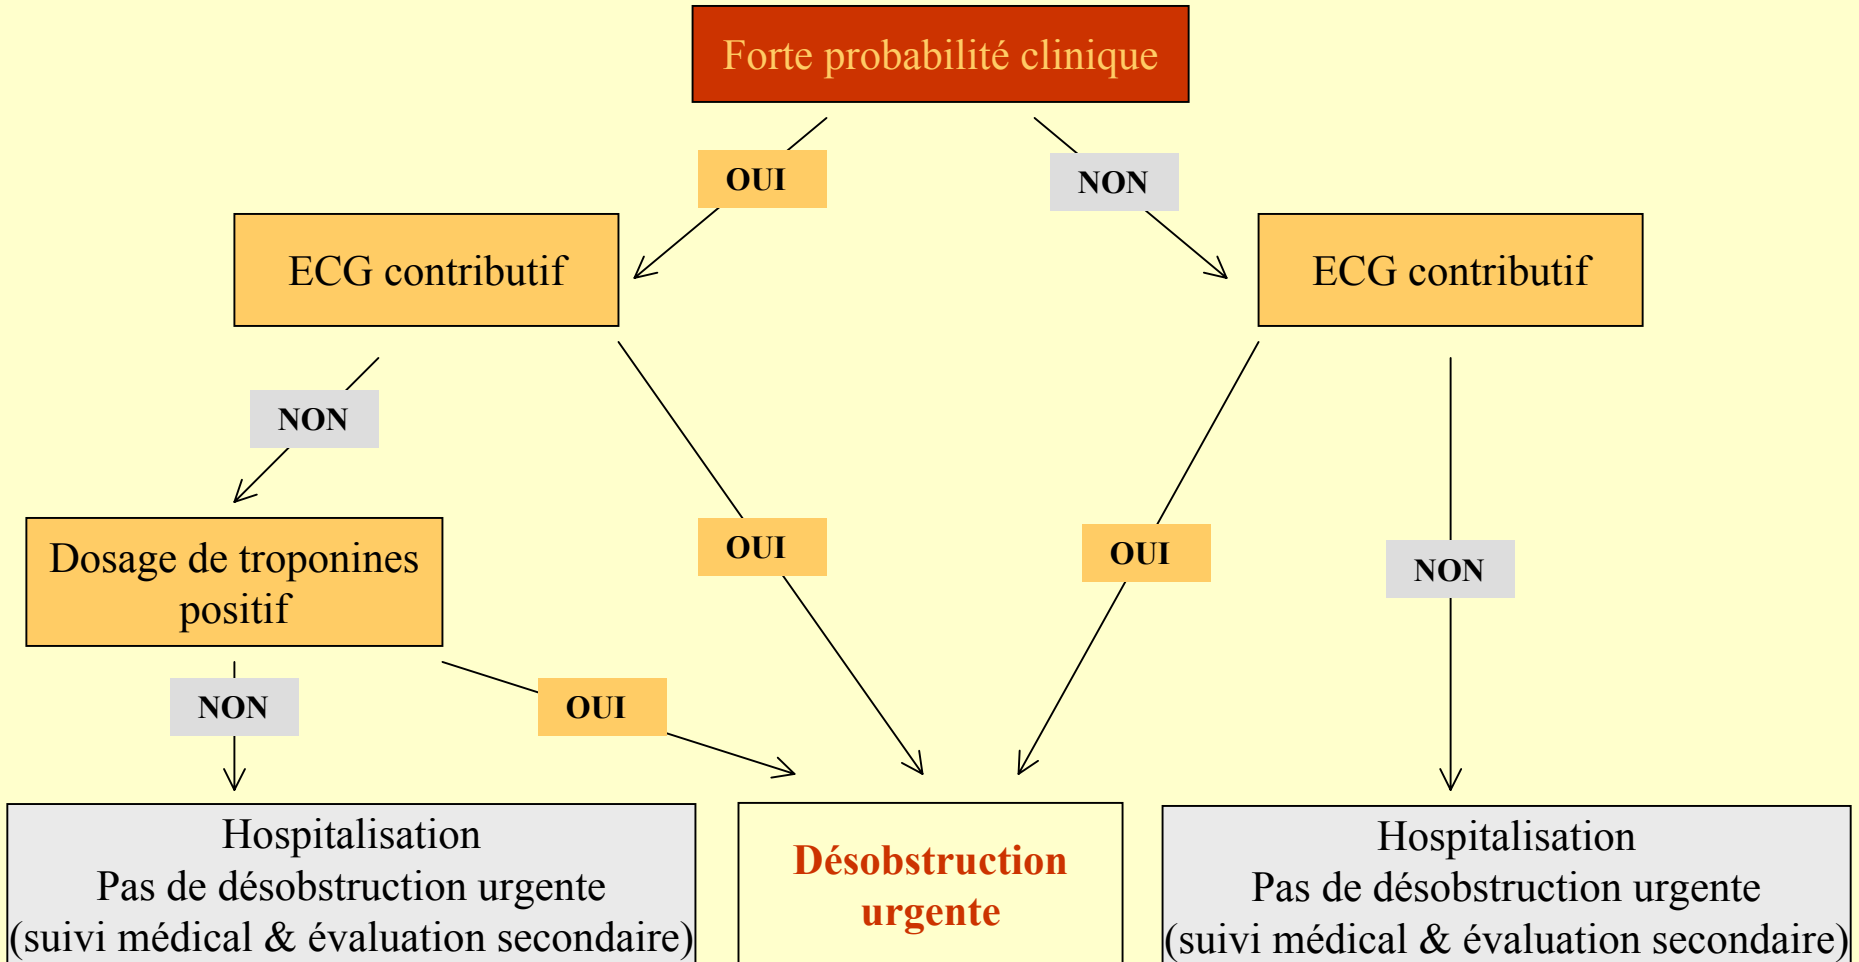 Forte probabilité clinique
OUI
NON
ECG contributif
ECG contributif
NON
OUI
OUI
NON
Dosage de troponines
positif
NON
OUI
Hospitalisation
Pas de désobstruction urgente
(suivi médical & évaluation secondaire)
Désobstruction
urgente
Hospitalisation
Pas de désobstruction urgente
(suivi médical & évaluation secondaire)